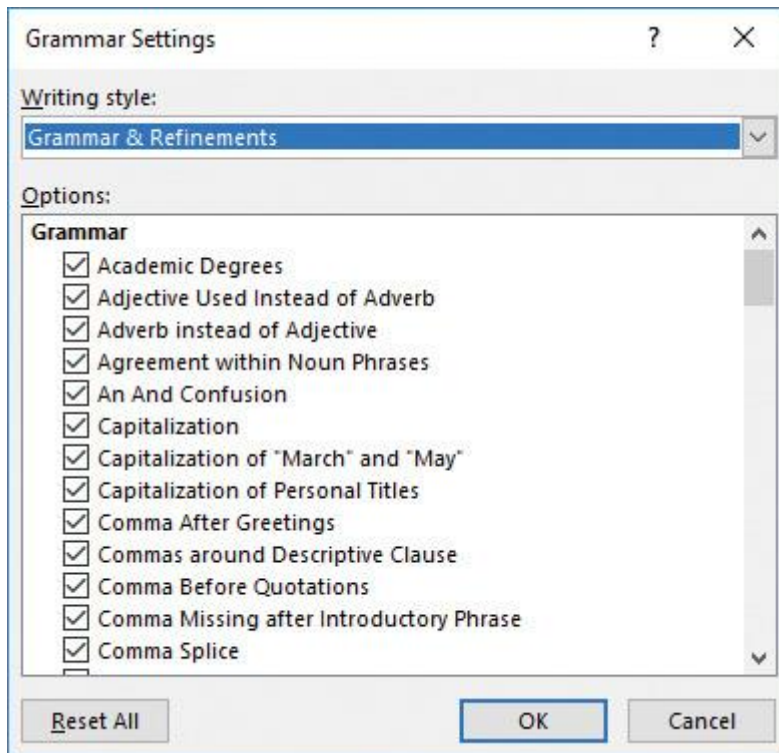 Grammar Settings ?
Writing style:
Grammar & Refinements
Options:
Grammar
Academic Degrees
Adjective Used Instead of Adverb
Adverb instead of Adjective
Agreement within Noun Phrases
An And Confusion
Capitalization
Capitalization of "March" and "May"
Capitalization of Personal Titles
Comma After Greetings
Commas around Descriptive Clause
Comma Before Quotations
Comma Missing after Introductory Phrase
Comma Splice
Reset All OK Cancel